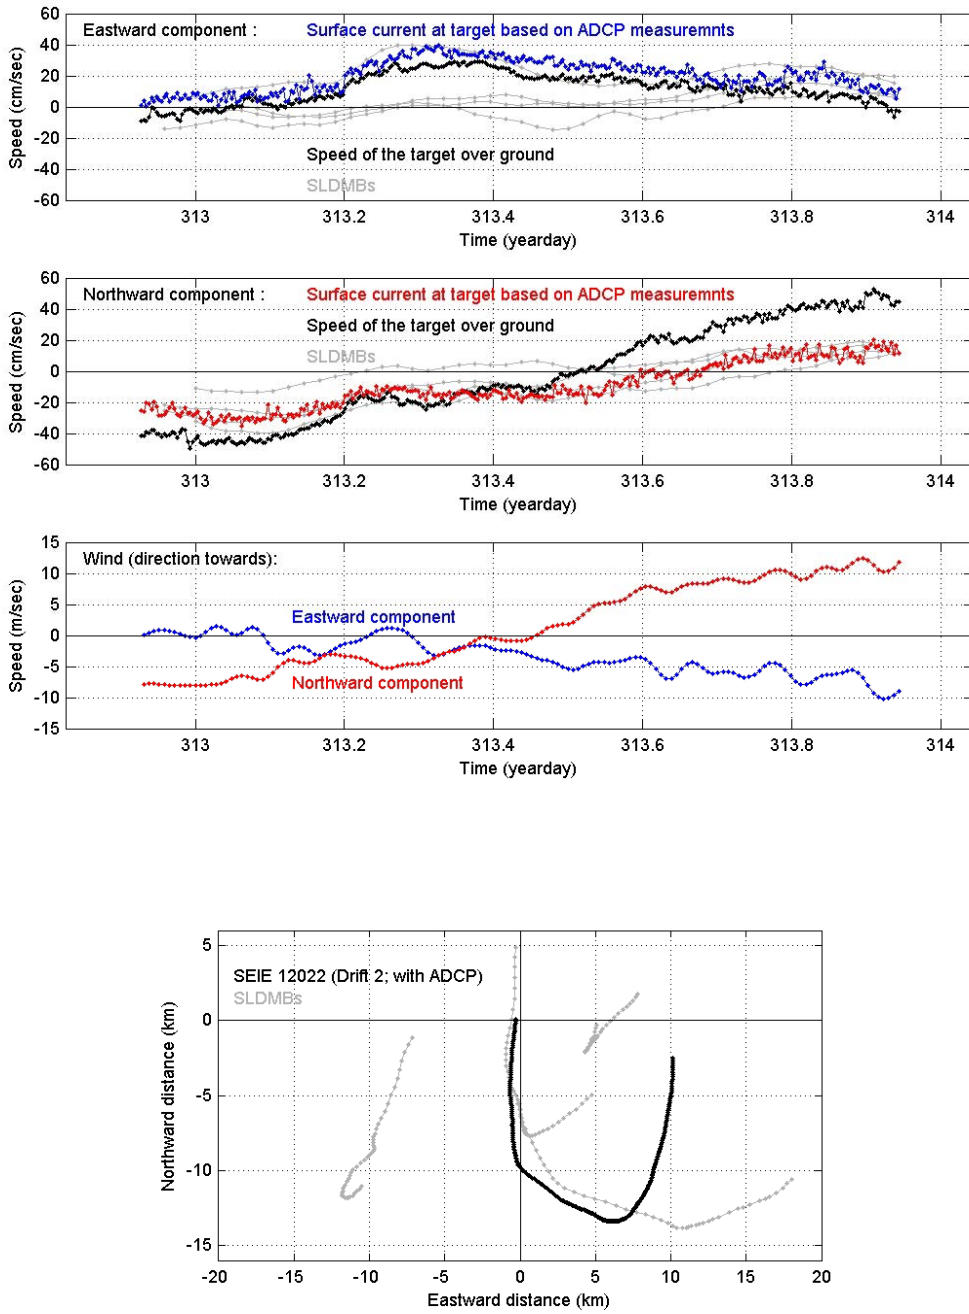 60
40
20
0
-20
-40
-60
Speed (cm/sec)
Eastward component :
Surface current at target based on ADCP measuremnts
Speed of the target over ground
SLDMBs
313
313.2
313.4
313.6
313.8
314
Time (yearday)
60
40
20
0
-20
-40
-60
Speed (cm/sec)
Northward component :
Surface current at target based on ADCP measuremnts
Speed of the target over ground
SLDMBs
313
313.2
313.4
313.6
313.8
314
Time (yearday)
15
10
5
0
-5
-10
-15
Speed (m/sec)
Wind (direction towards):
Eastward component
Northward component
313
313.2
313.4
313.6
313.8
314
Time (yearday)
5
0
-5
-10
-15
Northward distance (km)
SEIE 12022 (Drift 2; with ADCP)
SLDMBs
-20
-15
-10
-5
0
5
10
15
20
Eastward distance (km)